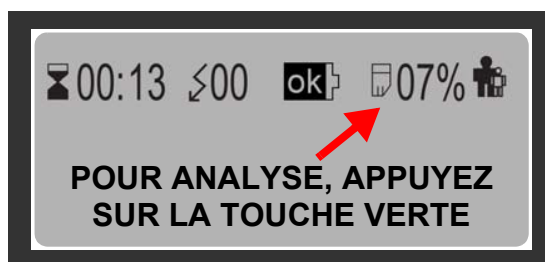 00:13 00 ok 07%
POUR ANALYSE, APPUYEZ
SUR LA TOUCHE VERTE